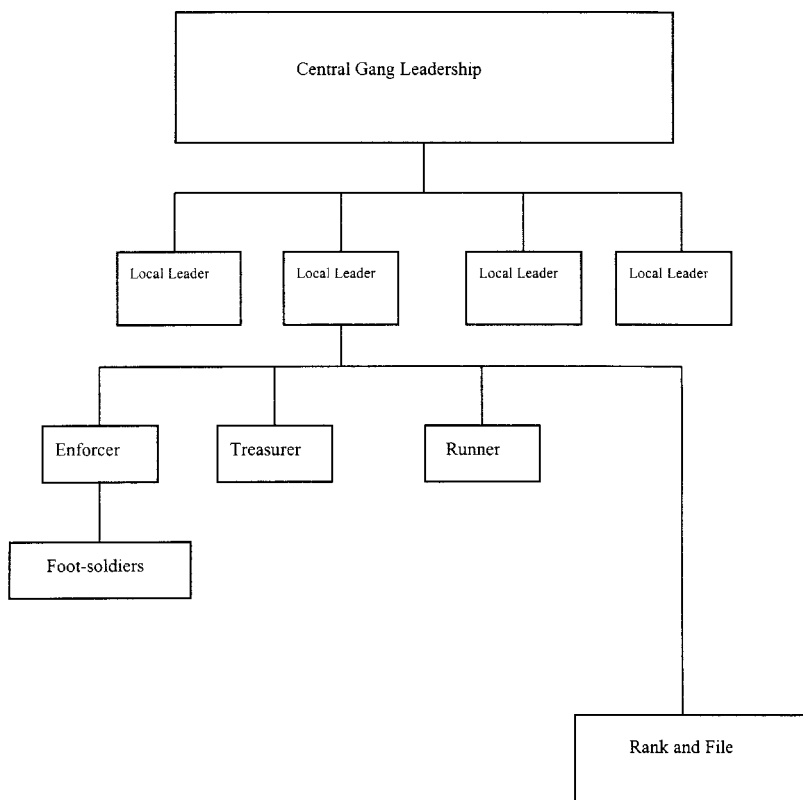 Central Gang Leadership
Local Leader
Local Leader
Local Leader
Local Leader
Enforcer
Treasurer
Runner
Foot-soldiers
Rank and File